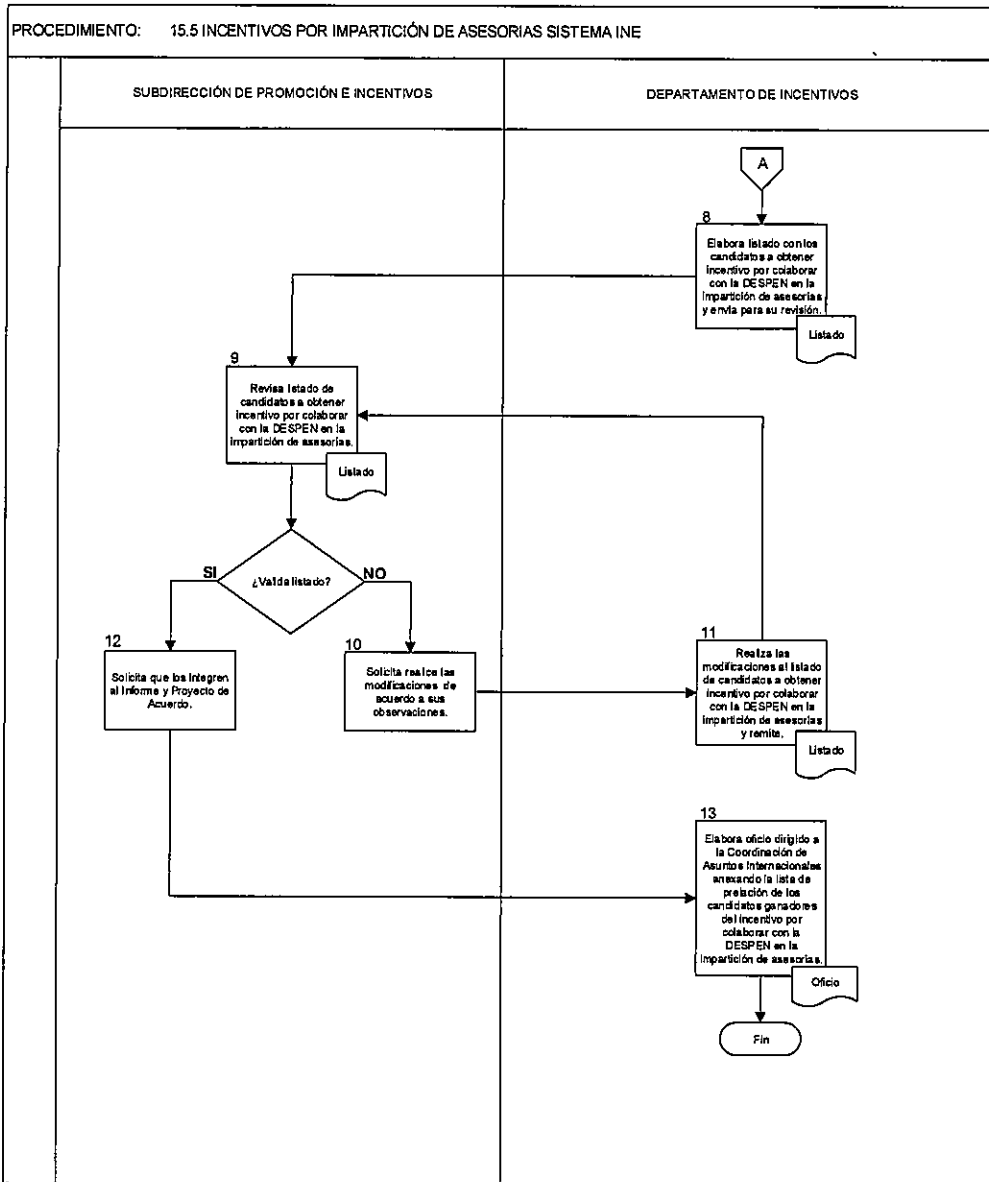 PROCEDIMIENTO: 15.5 INCENTIVOS POR IMPARTICIÓN DE ASESORIAS SISTEMA INE
SUBDIRECCIÓN DE PROMOCIÓN E INCENTIVOS
DEPARTAMENTO DE INCENTIVOS
A
8
Elabora listado con los
candidatos a obtener
incentivo por colaborar
con la DESPEN en la
impartición de asesorías
y envía para su revisión.
Listado
9
Revisa listado de
candidatos a obtener
incentivo por colaborar
con la DESPEN en la
impartición de asesorías.
Listado
¿Valida listado?
SI
NO
12
Solicita que los integren
al Informe y Proyecto de
Acuerdo.
10
Solicita realice las
modificaciones de
acuerdo a sus
observaciones.
11
Realiza las
modificaciones al listado
de candidatos a obtener
incentivo por colaborar
con la DESPEN en la
impartición de asesorías
y remite.
Listado
13
Elabora oficio dirigido a
la Coordinación de
Asuntos Internacionales
anexando la lista de
prelación de los
candidatos ganadores
del incentivo por
colaborar con la
DESPEN en la
impartición de asesorías.
Oficio
Fin